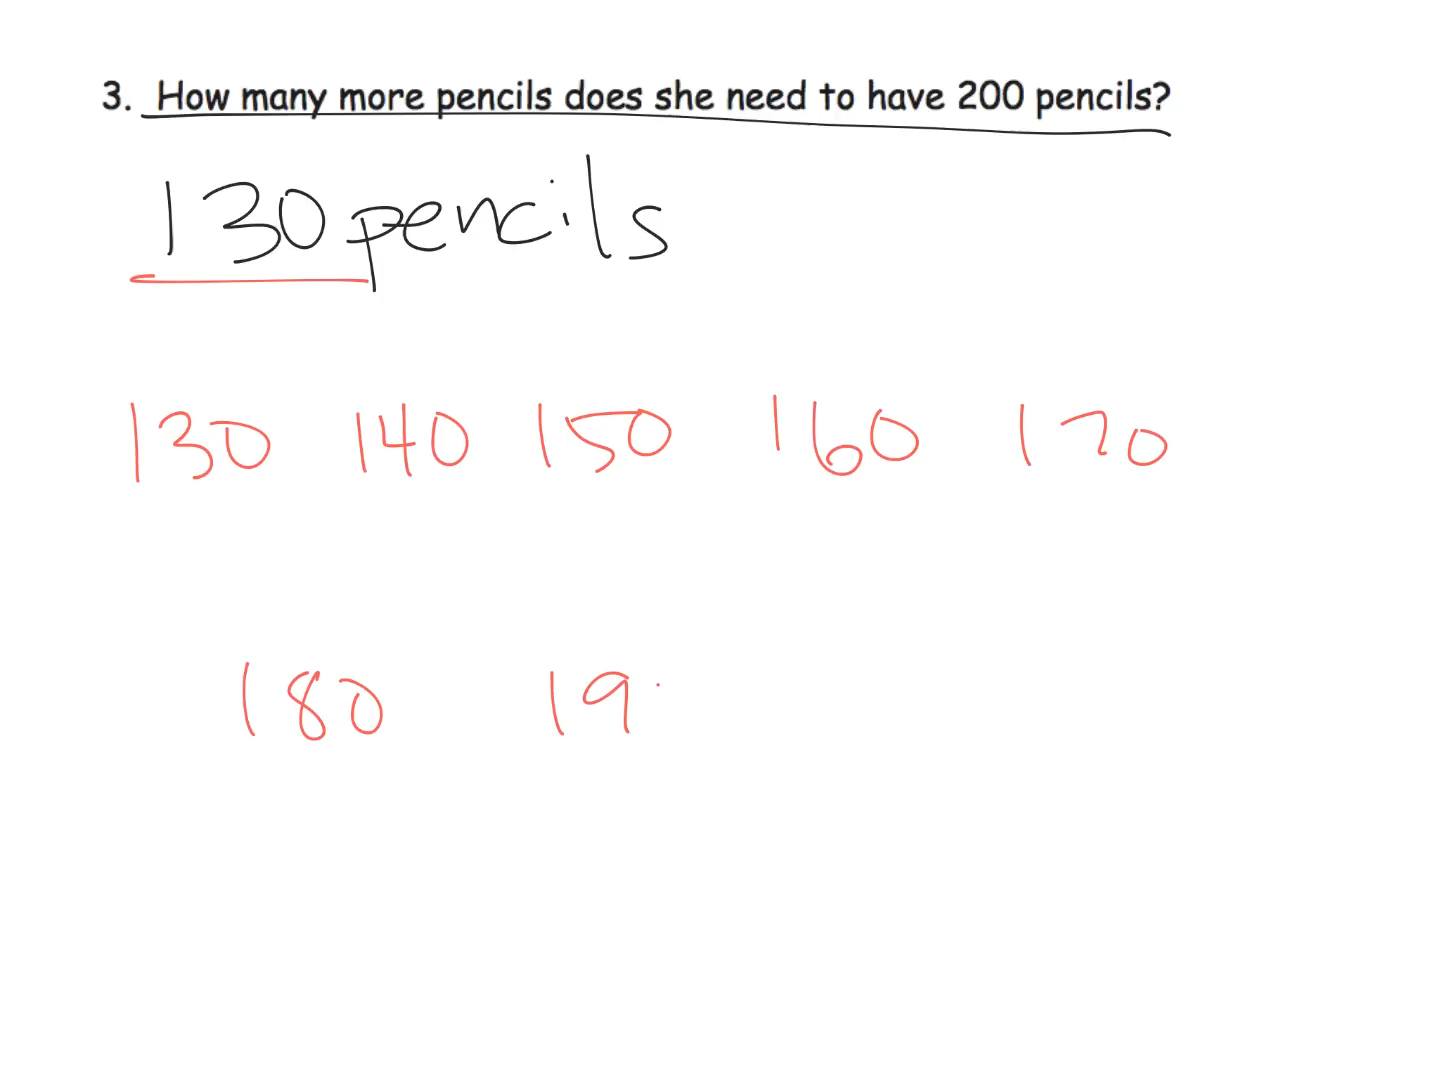 3. How many more pencils does she need to have 200 pencils?
130 pencils
130 140 150 160 170
180 19